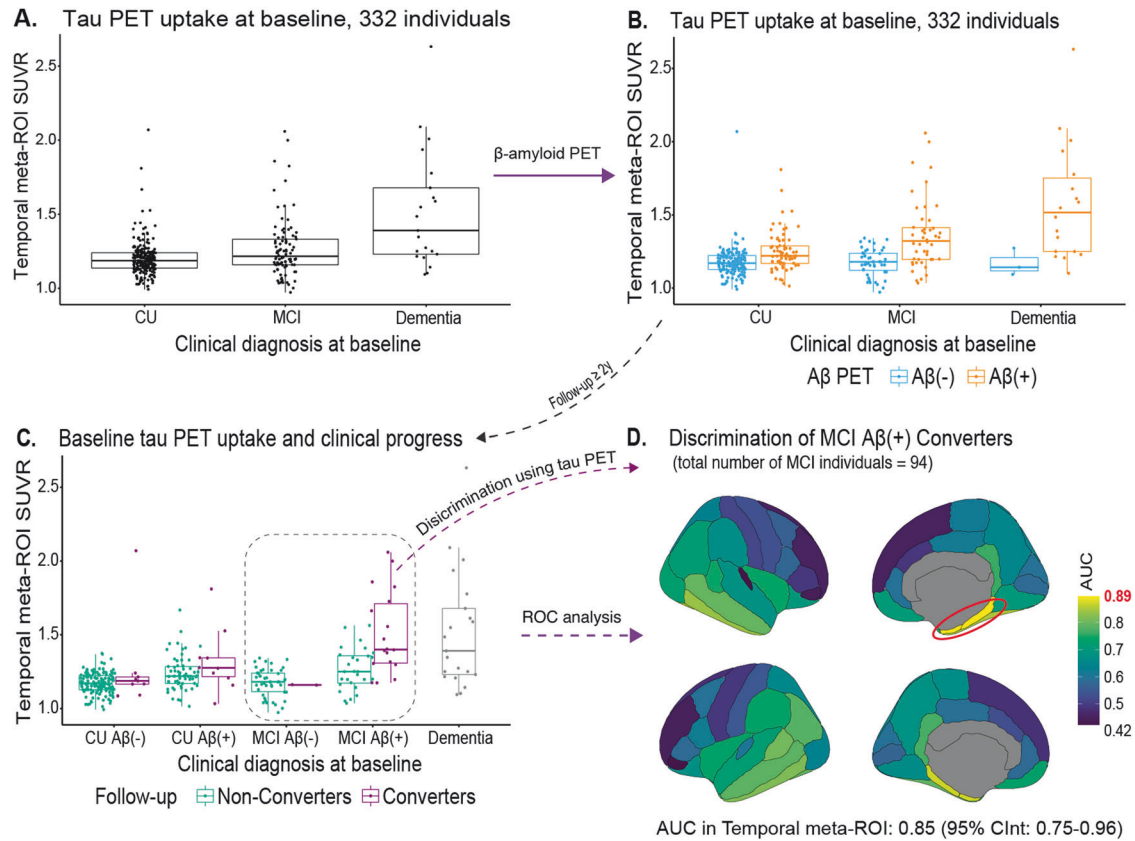 A. Tau PET uptake at baseline, 332 individuals
Temporal meta-ROI SUVR
2.5
2.0
1.5
1.0
CU MCI Dementia
Clinical diagnosis at baseline
β-amyloid PET
B. Tau PET uptake at baseline, 332 individuals
Temporal meta-ROI SUVR
2.5
2.0
1.5
1.0
CU MCI Dementia
Clinical diagnosis at baseline
Aβ PET Aβ(-) Aβ(+)
Follow-up ≥ 2y
C. Baseline tau PET uptake and clinical progress
Temporal meta-ROI SUVR
2.5
2.0
1.5
1.0
CU Aβ(-) CU Aβ(+) MCI Aβ(-) MCI Aβ(+) Dementia
Clinical diagnosis at baseline
Follow-up Non-Converters Converters
Disicrimination using tau PET
ROC analysis
D. Discrimination of MCI Aβ(+) Converters
(total number of MCI individuals = 94)
AUC
0.89
0.8
0.7
0.6
0.5
0.42
AUC in Temporal meta-ROI: 0.85 (95% CInt: 0.75-0.96)